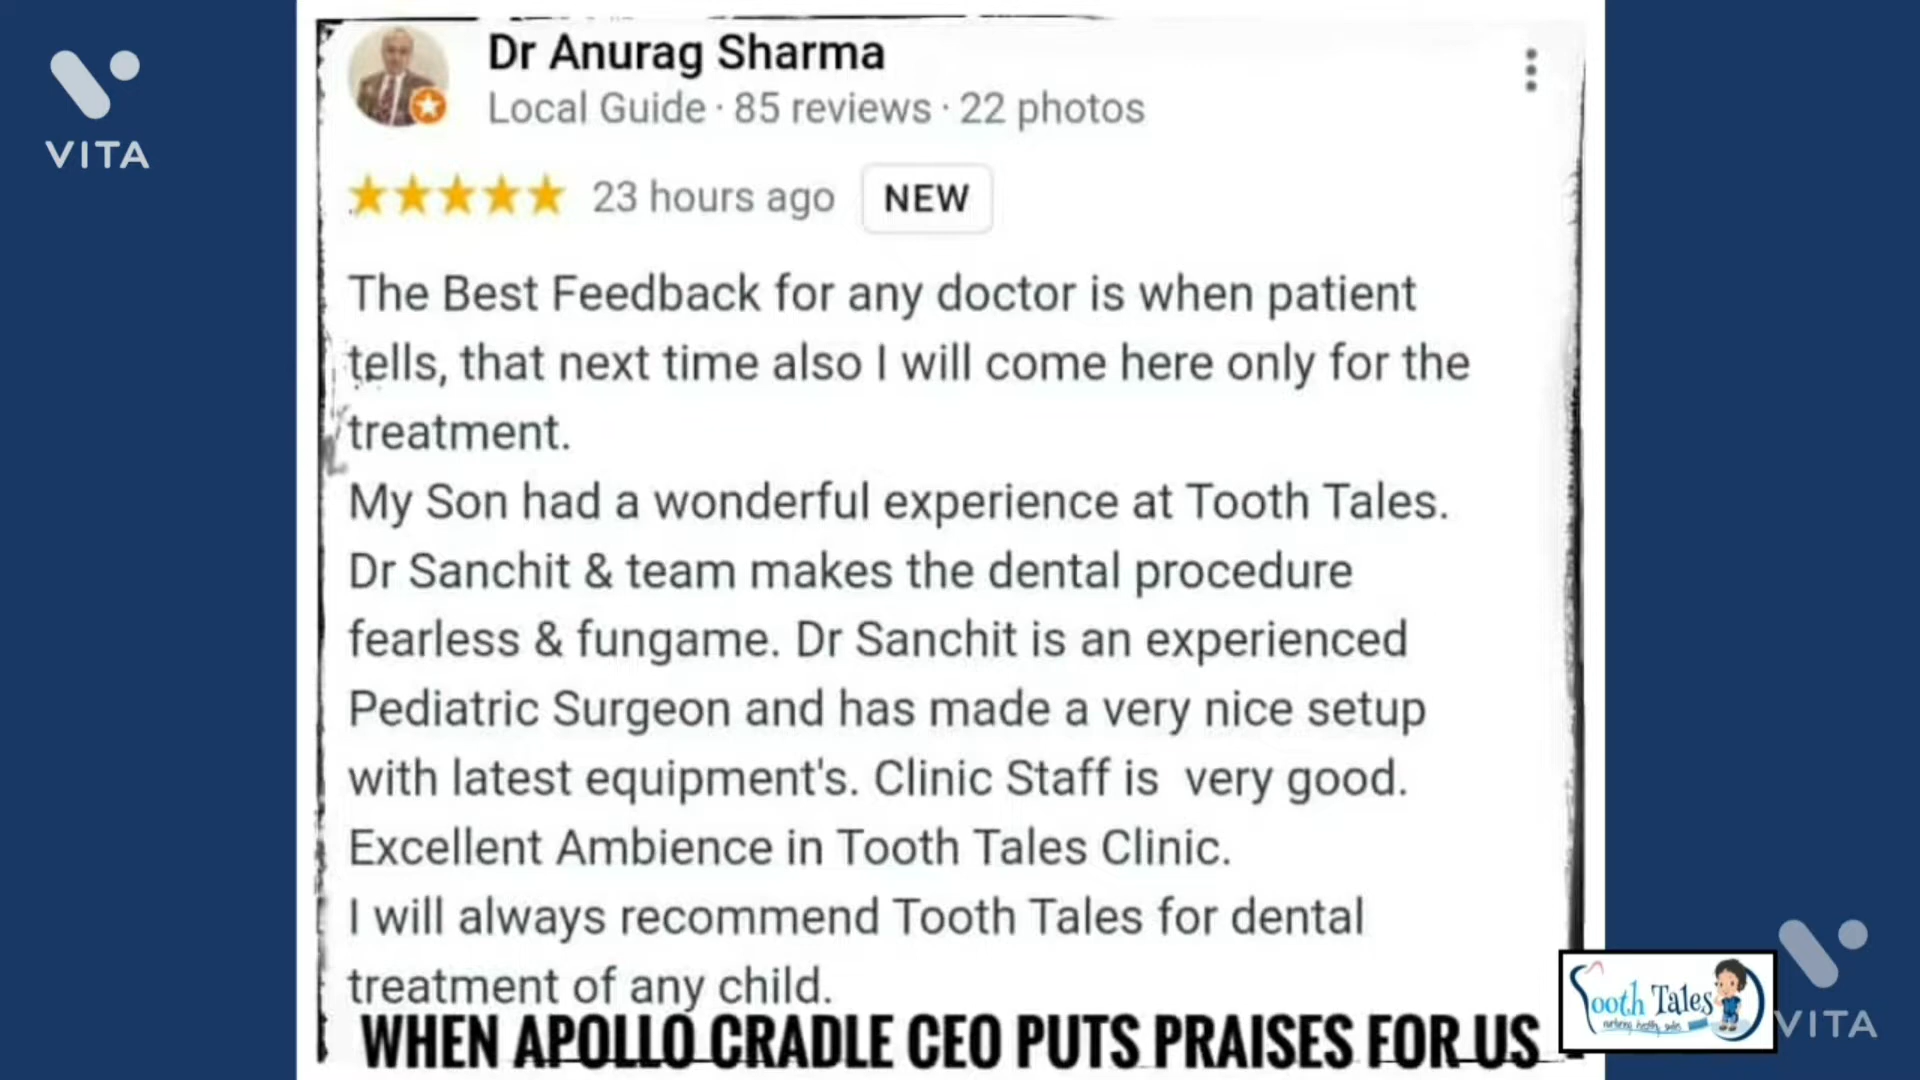 VITA
Dr Anurag Sharma
Local Guide · 85 reviews · 22 photos
23 hours ago NEW
The Best Feedback for any doctor is when patient
tells, that next time also I will come here only for the
treatment.
My Son had a wonderful experience at Tooth Tales.
Dr Sanchit & team makes the dental procedure
fearless & fungame. Dr Sanchit is an experienced
Pediatric Surgeon and has made a very nice setup
with latest equipment's. Clinic Staff is very good.
Excellent Ambience in Tooth Tales Clinic.
I will always recommend Tooth Tales for dental
treatment of any child.
WHEN APOLLO CRADLE CEO PUTS PRAISES FOR US
Tooth Tales
VITA